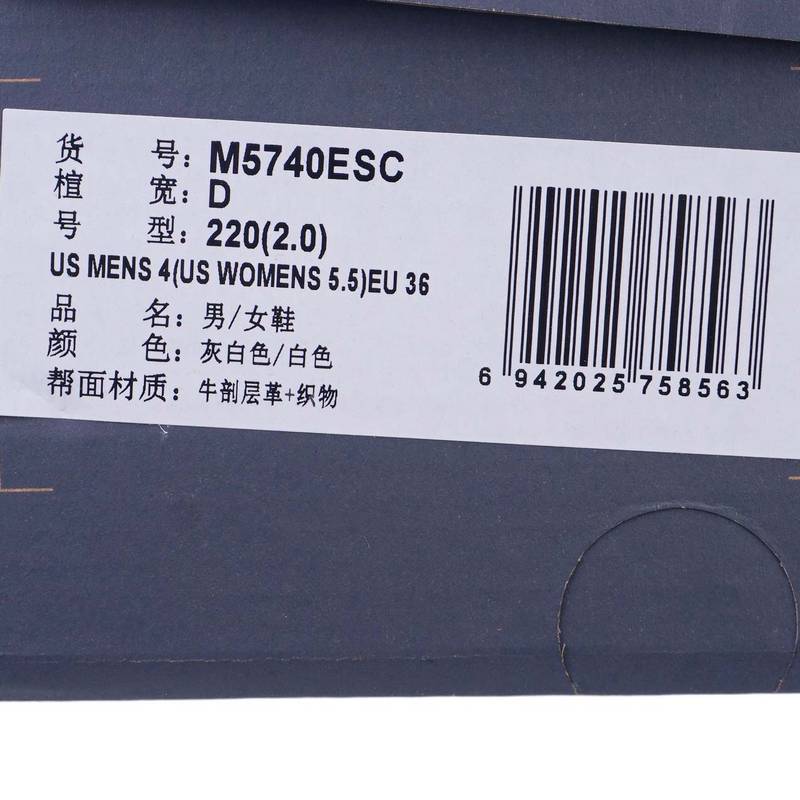 货 号：M5740ESC
楦 宽：D
号 型：220(2.0)
US MENS 4(US WOMENS 5.5)EU 36
品 名：男/女鞋
颜 色：灰白色/白色
帮面材质：牛剖层革+织物
6 942025 758563